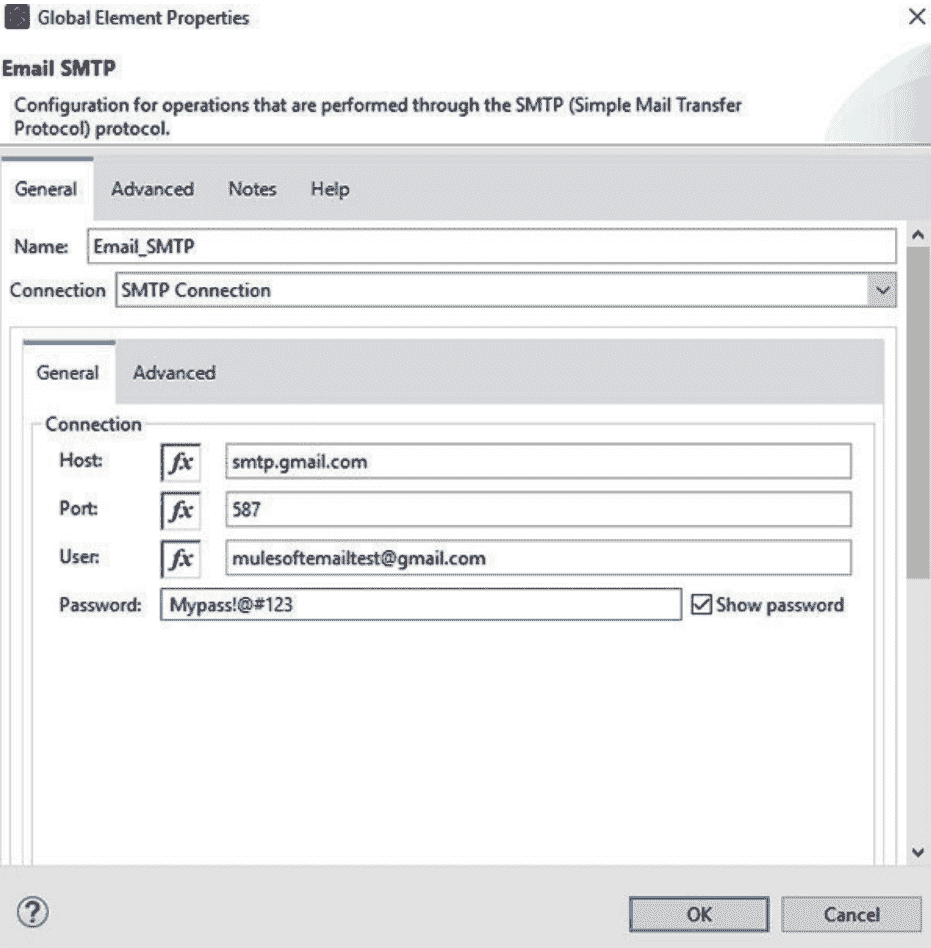 Global Element Properties
Email SMTP
Configuration for operations that are performed through the SMTP (Simple Mail Transfer
Protocol) protocol.
General Advanced Notes Help
Name: Email_SMTP
Connection SMTP Connection
General Advanced
Connection
Host: fx smtp.gmail.com
Port: fx 587
User: fx mulesoftemailtest@gmail.com
Password: Mypass!@#123 Show password
? OK Cancel